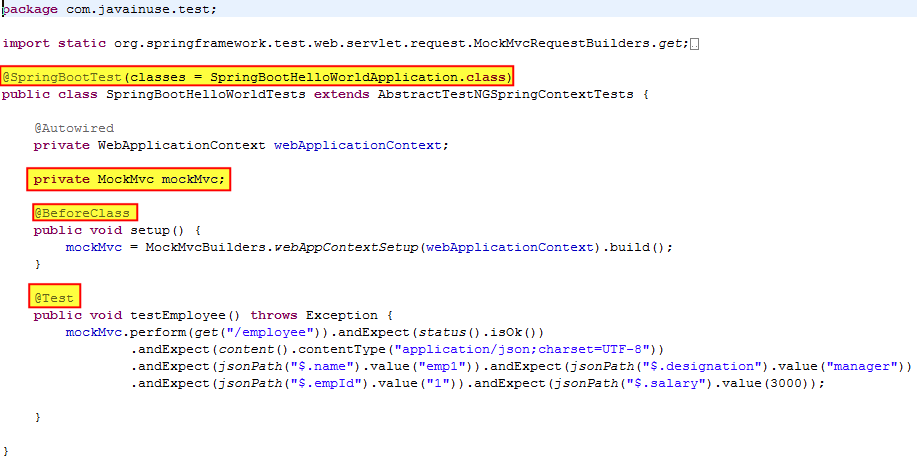 package com.javainuse.test;
import static org.springframework.test.web.servlet.request.MockMvcRequestBuilders.get;
@SpringBootTest(classes = SpringBootHelloWorldApplication.class)
public class SpringBootHelloWorldTests extends AbstractTestNGSpringContextTests {
@Autowired
private WebApplicationContext webApplicationContext;
private MockMvc mockMvc;
@BeforeClass
public void setup() {
mockMvc = MockMvcBuilders.webAppContextSetup(webApplicationContext).build();
}
@Test
public void testEmployee() throws Exception {
mockMvc.perform(get("/employee")).andExpect(status().isOk())
.andExpect(content().contentType("application/json;charset=UTF-8"))
.andExpect(jsonPath("$.name").value("emp1")).andExpect(jsonPath("$.designation").value("manager"))
.andExpect(jsonPath("$.empId").value("1")).andExpect(jsonPath("$.salary").value(3000));
}
}